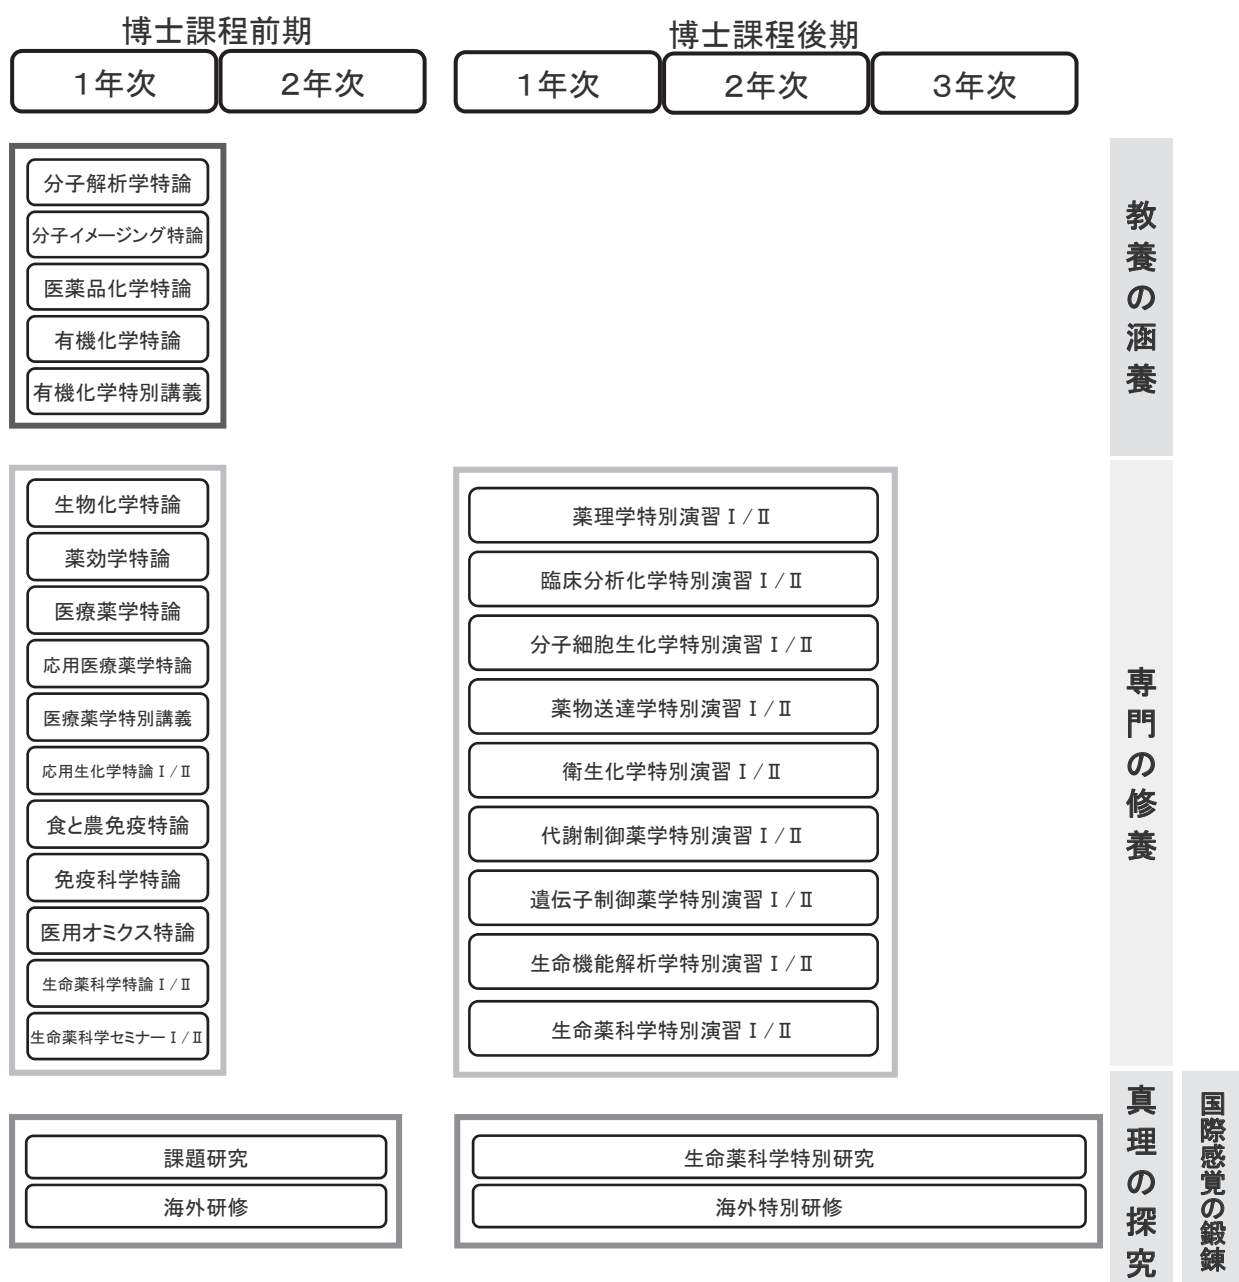 博士課程前期
博士課程後期
1年次
2年次
1年次
2年次
3年次
分子解析学特論
分子イメージング特論
医薬品化学特論
有機化学特論
有機化学特別講義
教養の涵養
生物化学特論
薬効学特論
医療薬学特論
応用医療薬学特論
医療薬学特別講義
応用生化学特論Ⅰ/Ⅱ
食と農免疫特論
免疫科学特論
医用オミクス特論
生命薬科学特論Ⅰ/Ⅱ
生命薬科学セミナーⅠ/Ⅱ
薬理学特別演習Ⅰ/Ⅱ
臨床分析化学特別演習Ⅰ/Ⅱ
分子細胞生化学特別演習Ⅰ/Ⅱ
薬物送達学特別演習Ⅰ/Ⅱ
衛生化学特別演習Ⅰ/Ⅱ
代謝制御薬学特別演習Ⅰ/Ⅱ
遺伝子制御薬学特別演習Ⅰ/Ⅱ
生命機能解析学特別演習Ⅰ/Ⅱ
生命薬科学特別演習Ⅰ/Ⅱ
専門の修養
課題研究
海外研修
生命薬科学特別研究
海外特別研修
真理の探究
国際感覚の鍛錬